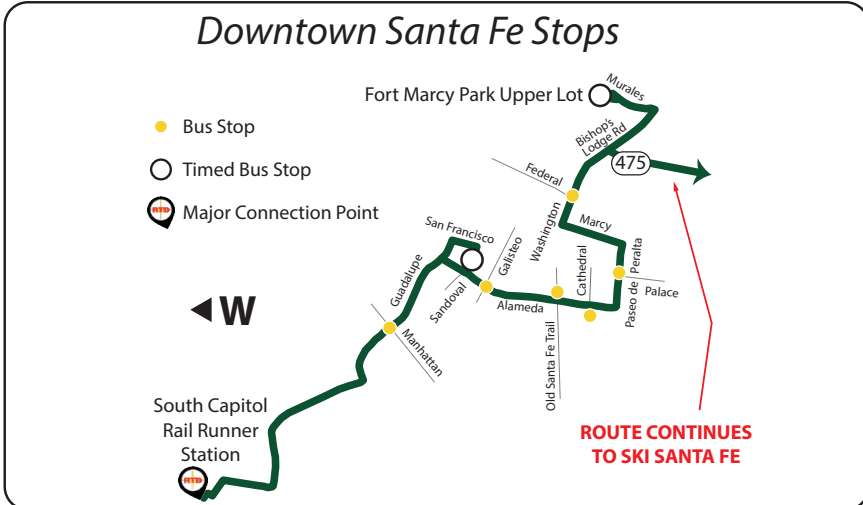 Downtown Santa Fe Stops
Fort Marcy Park Upper Lot
Murales
Bus Stop
Bishop's
Lodge Rd
475
Timed Bus Stop
Federal
RTD
Major Connection Point
Washington
Marcy
San Francisco
Galisteo
Cathedral
Paseo de Peralta
Palace
Guadalupe
Sandoval
Alameda
W
Manhattan
Old Santa Fe Trail
South Capitol
Rail Runner
Station
RTD
ROUTE CONTINUES
TO SKI SANTA FE